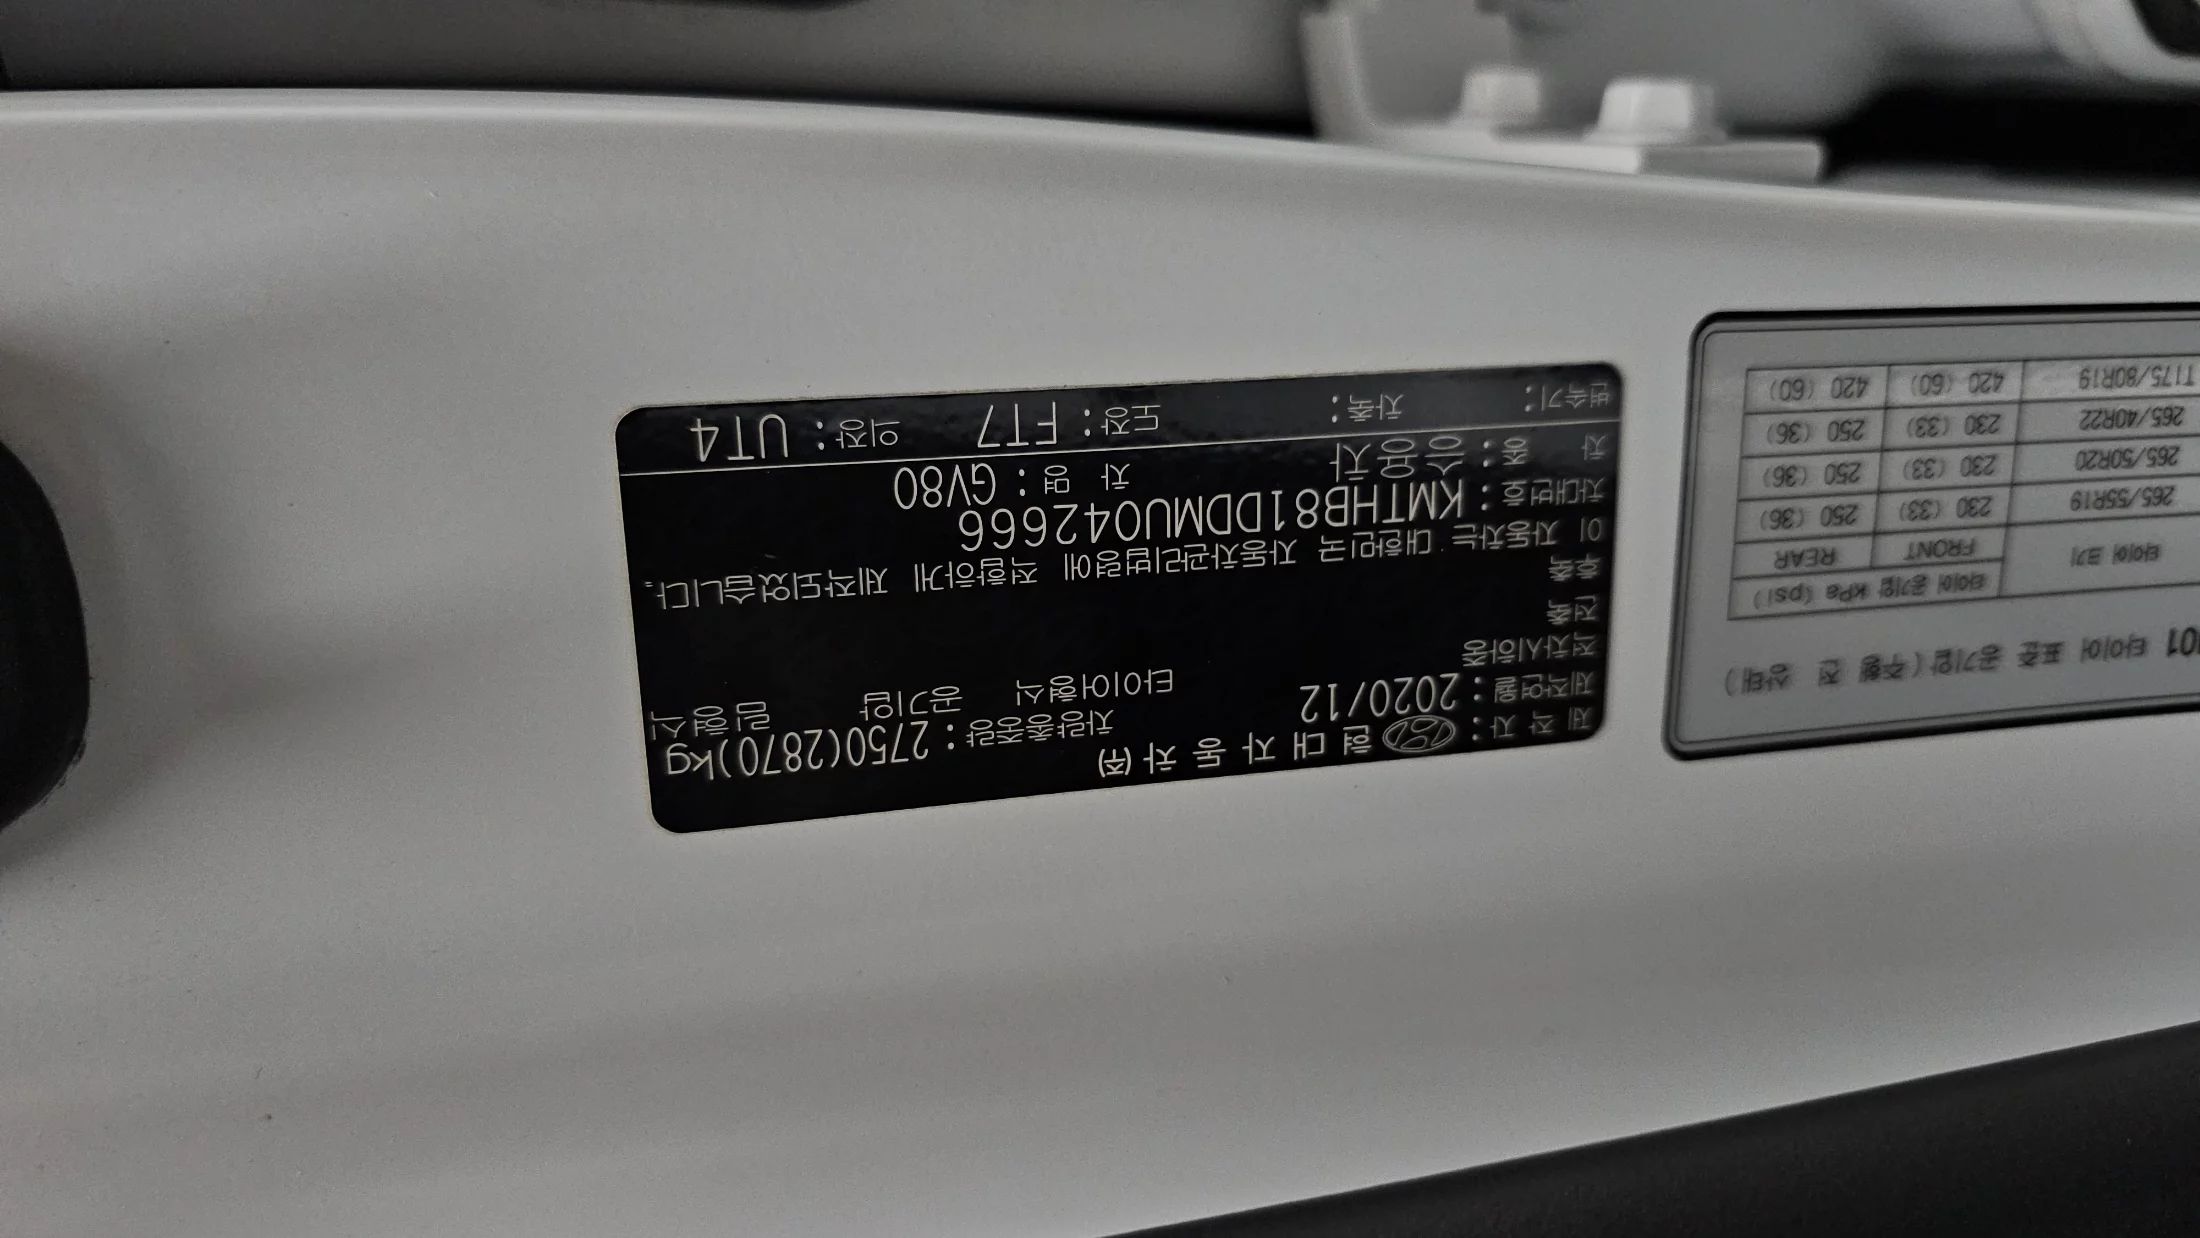 제 작 자 : 현 대 자 동 차 ㈜
제작연월 : 2020/12 차량총중량 : 2750(2870)kg
적차시하중 타이어형식 공기압 림형식
전축
후축
이 자동차는 대한민국 자동차관리법령에 적합하게 제작되었습니다.
차대번호 : KMTHB81DDMU042666
차 종 : 승용차 차 명 : GV80
변속기: 차축: 도장: FT7 의장: UT4
01 타이어 표준 공기압(주행 전 상태)
타이어 크기 타이어 공기압 kPa (psi)
FRONT REAR
265/55R19 230 (33) 250 (36)
265/50R20 230 (33) 250 (36)
265/40R22 230 (33) 250 (36)
T175/80R19 420 (60) 420 (60)